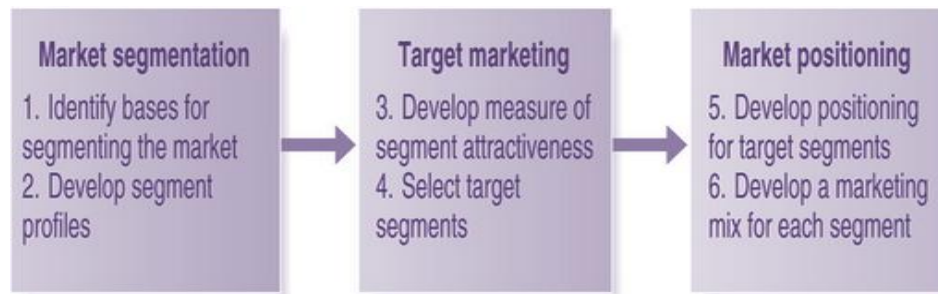 Market segmentation
1. Identify bases for
segmenting the market
2. Develop segment
profiles
Target marketing
3. Develop measure of
segment attractiveness
4. Select target
segments
Market positioning
5. Develop positioning
for target segments
6. Develop a marketing
mix for each segment